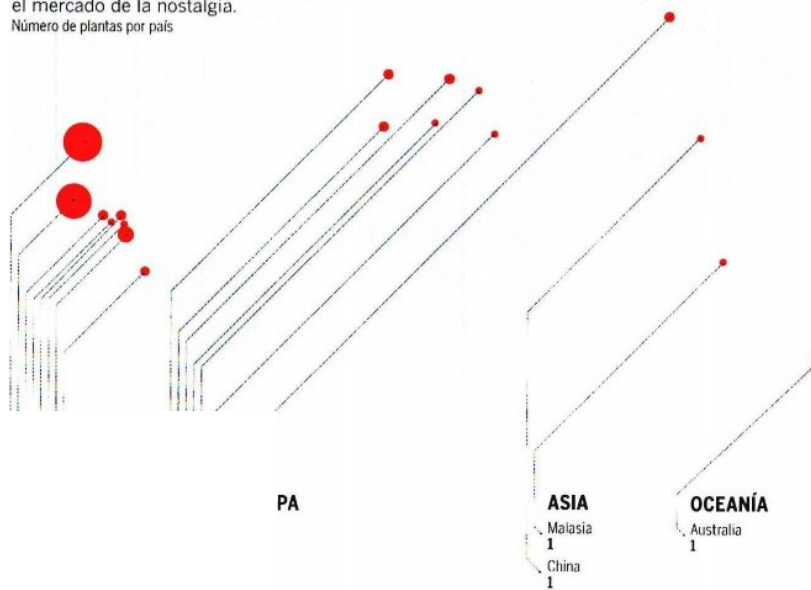 el mercado de la nostalgia.
Número de plantas por país
PA
ASIA
Malasia
1
China
1
OCEANÍA
Australia
1